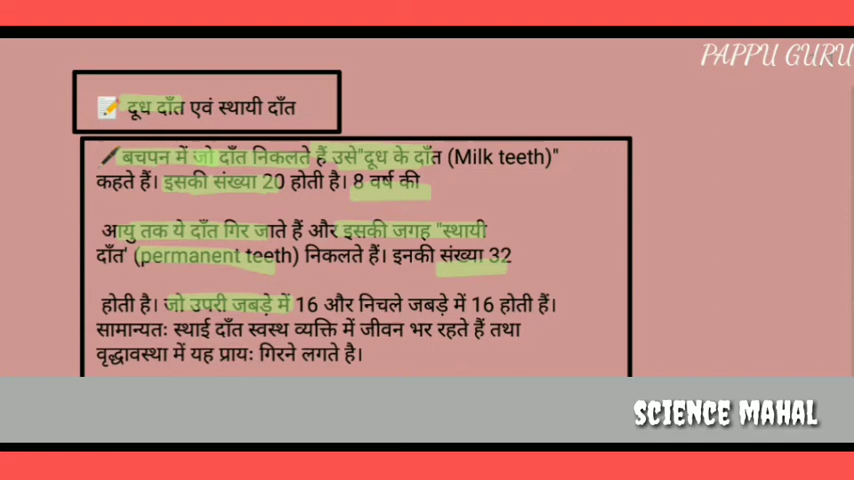 PAPPU GURU
📝 दूध दाँत एवं स्थायी दाँत
🖊️बचपन में जो दाँत निकलते हैं उसे"दूध के दाँत (Milk teeth)"
कहते हैं। इसकी संख्या 20 होती है। 8 वर्ष की
आयु तक ये दाँत गिर जाते हैं और इसकी जगह "स्थायी
दाँत' (permanent teeth) निकलते हैं। इनकी संख्या 32
होती है। जो उपरी जबड़े में 16 और निचले जबड़े में 16 होती हैं।
सामान्यतः स्थाई दाँत स्वस्थ व्यक्ति में जीवन भर रहते हैं तथा
वृद्धावस्था में यह प्रायः गिरने लगते है।
SCIENCE MAHAL